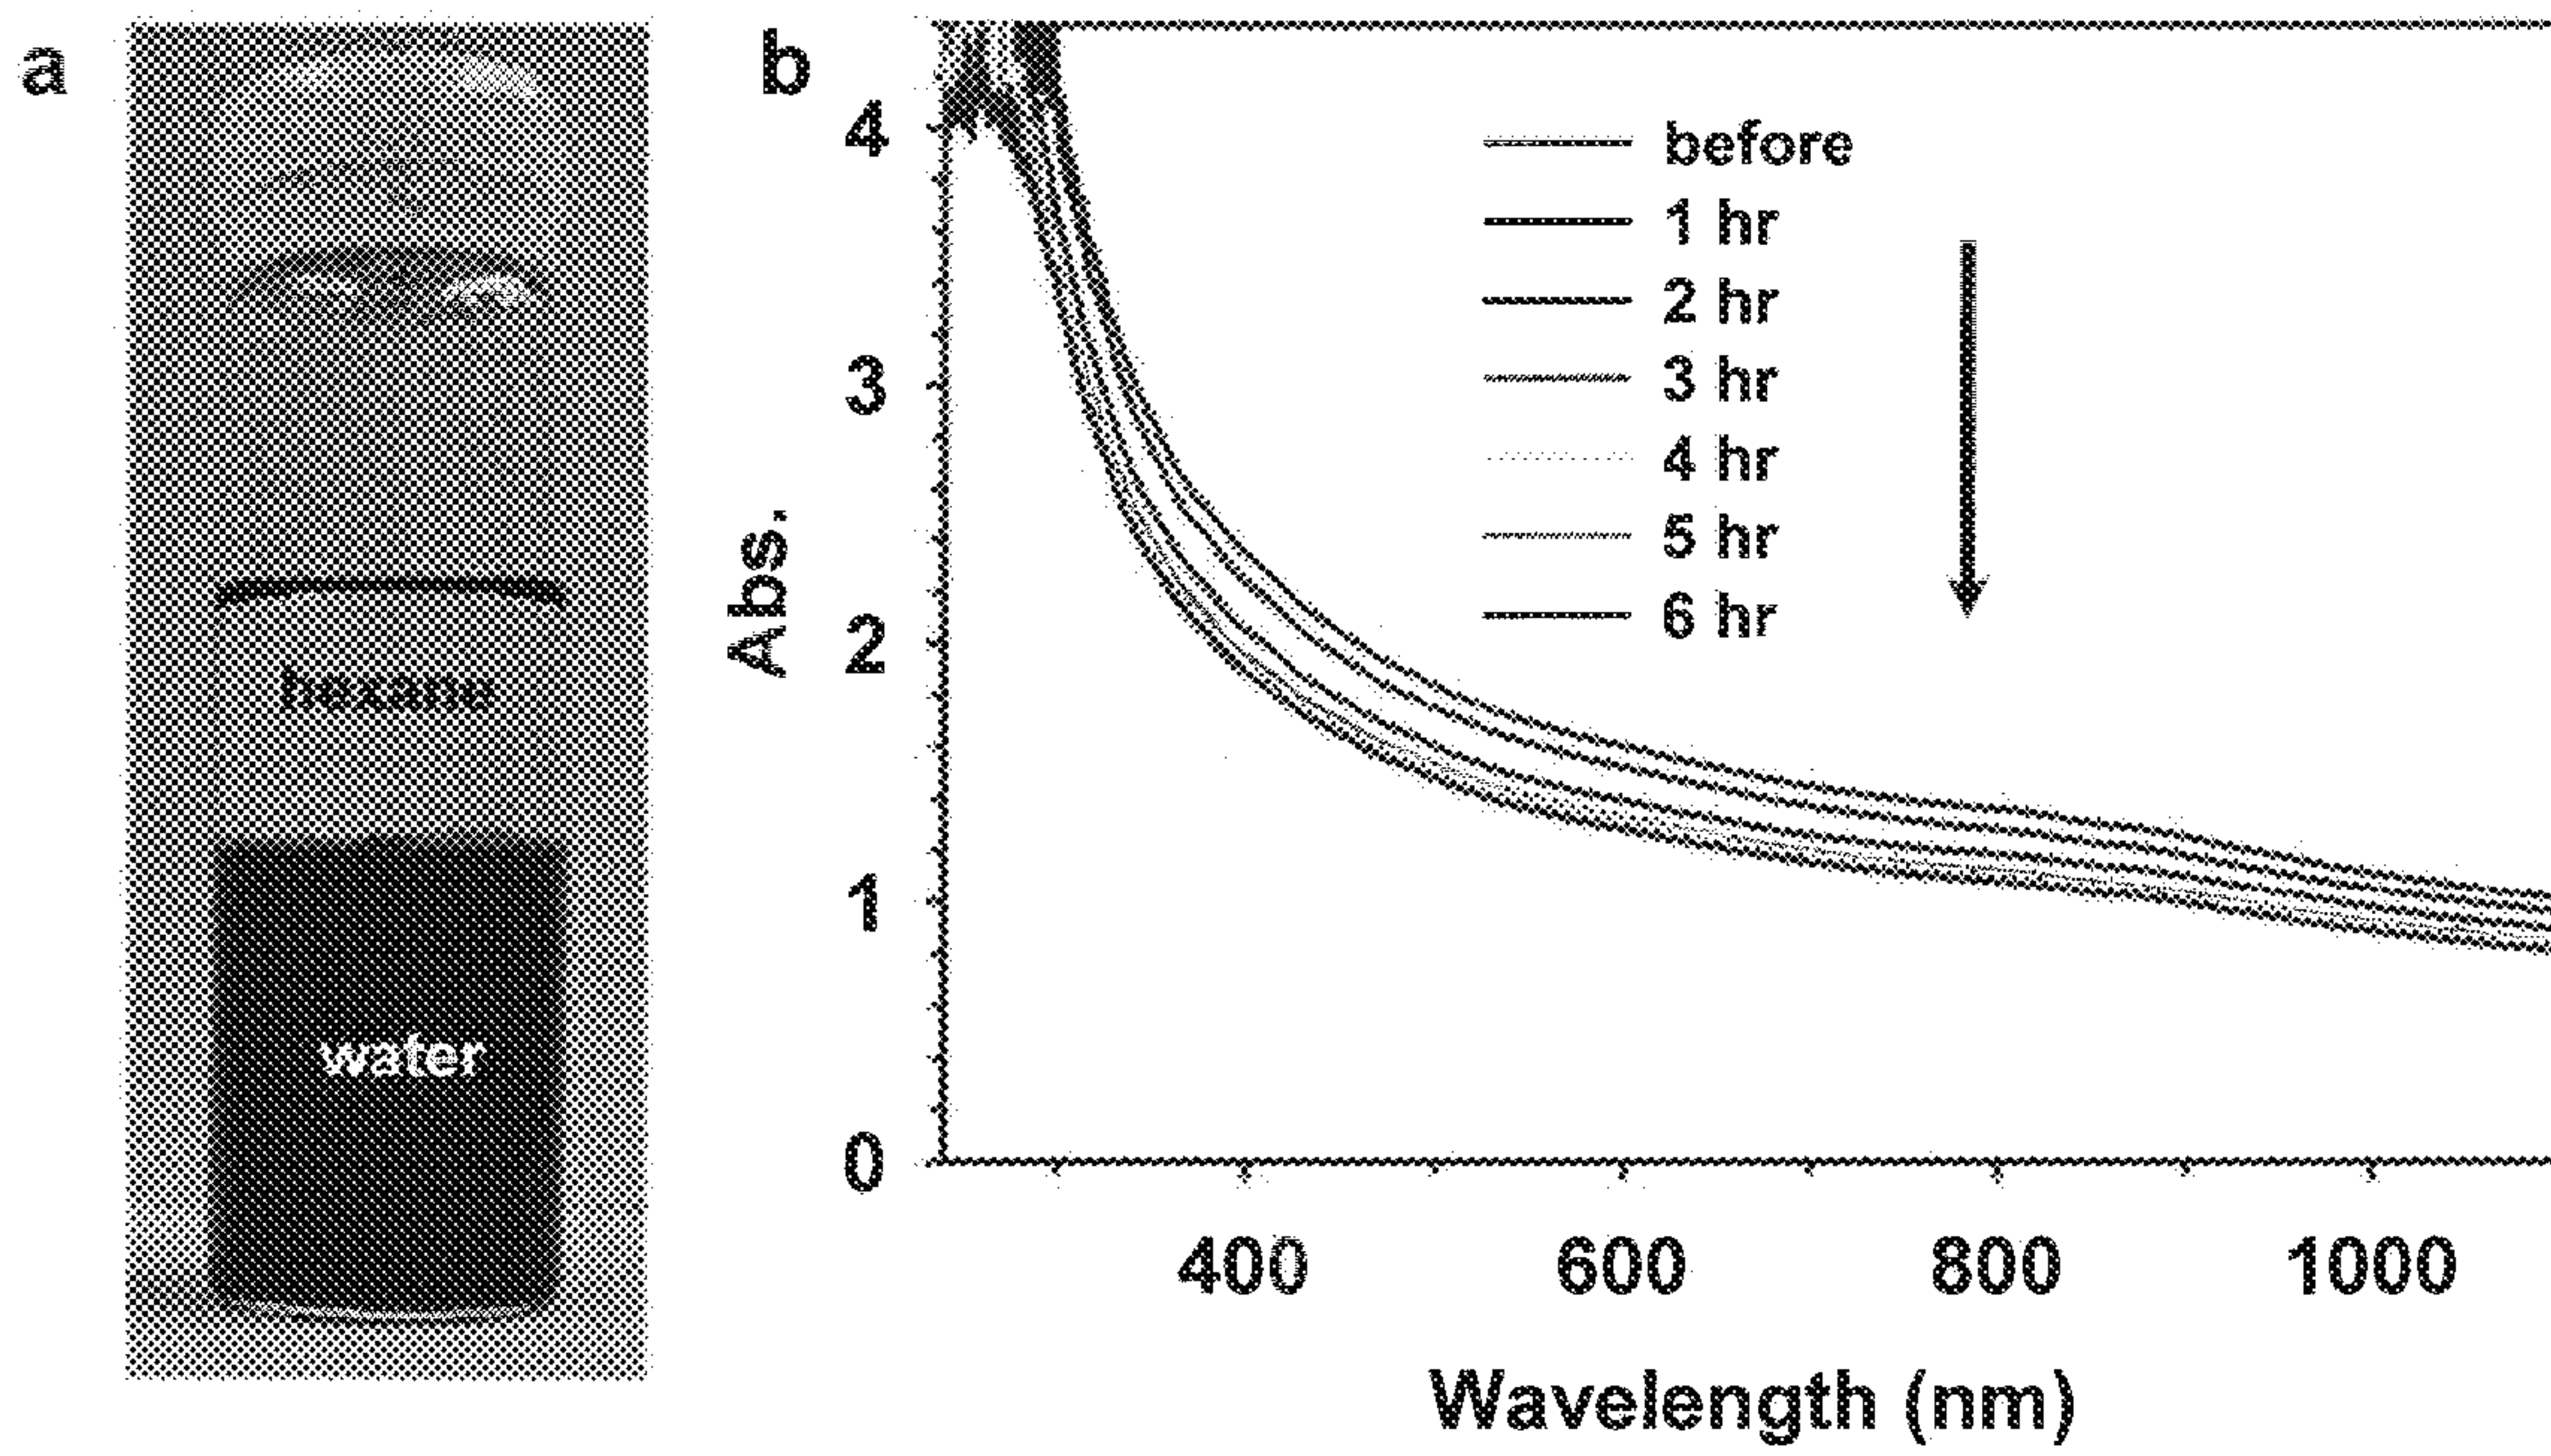 a
hexane
water
b
Abs.
4
3
2
1
0
before
1 hr
2 hr
3 hr
4 hr
5 hr
6 hr
400 600 800 1000
Wavelength (nm)